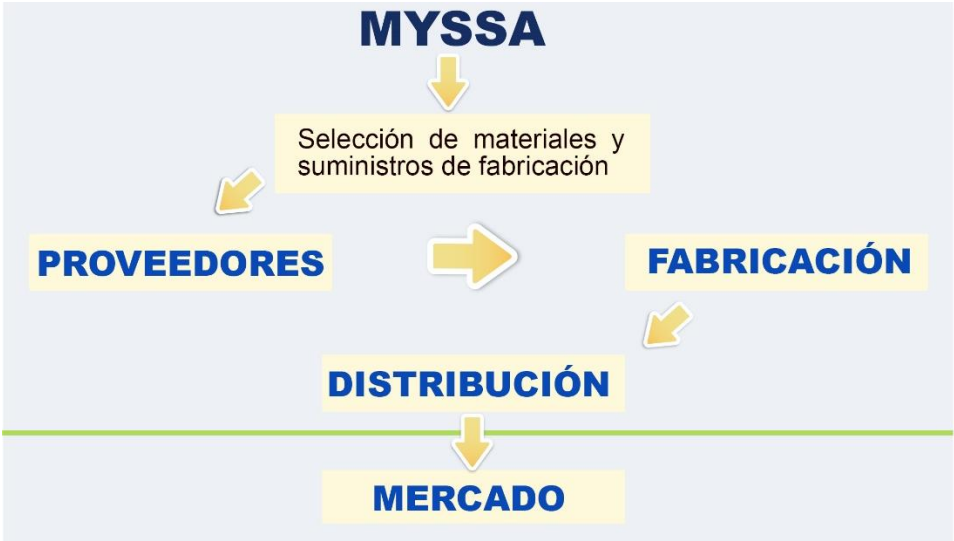 MYSSA
Selección de materiales y
suministros de fabricación
PROVEEDORES
FABRICACIÓN
DISTRIBUCIÓN
MERCADO